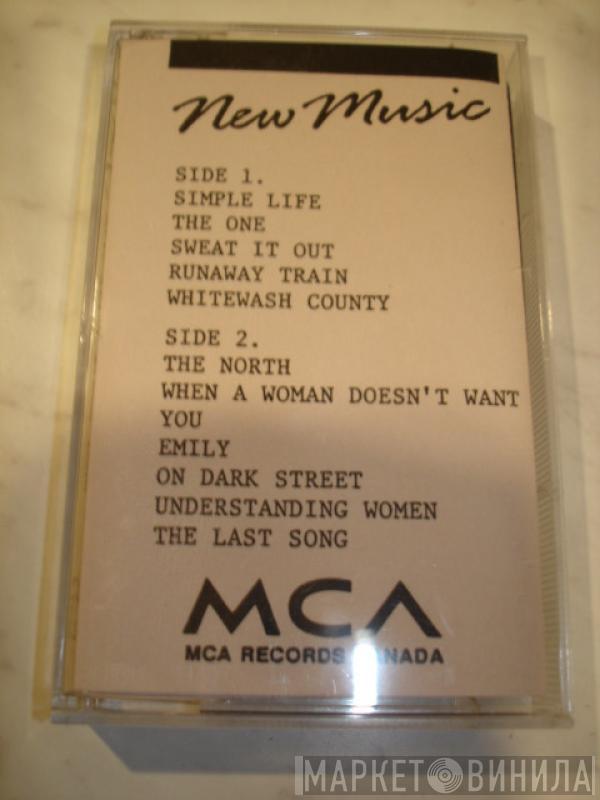 New Music
SIDE 1.
SIMPLE LIFE
THE ONE
SWEAT IT OUT
RUNAWAY TRAIN
WHITEWASH COUNTY
SIDE 2.
THE NORTH
WHEN A WOMAN DOESN'T WANT
YOU
EMILY
ON DARK STREET
UNDERSTANDING WOMEN
THE LAST SONG
MCA
MCA RECORDS CANADA
МАРКЕТ ВИНИЛА